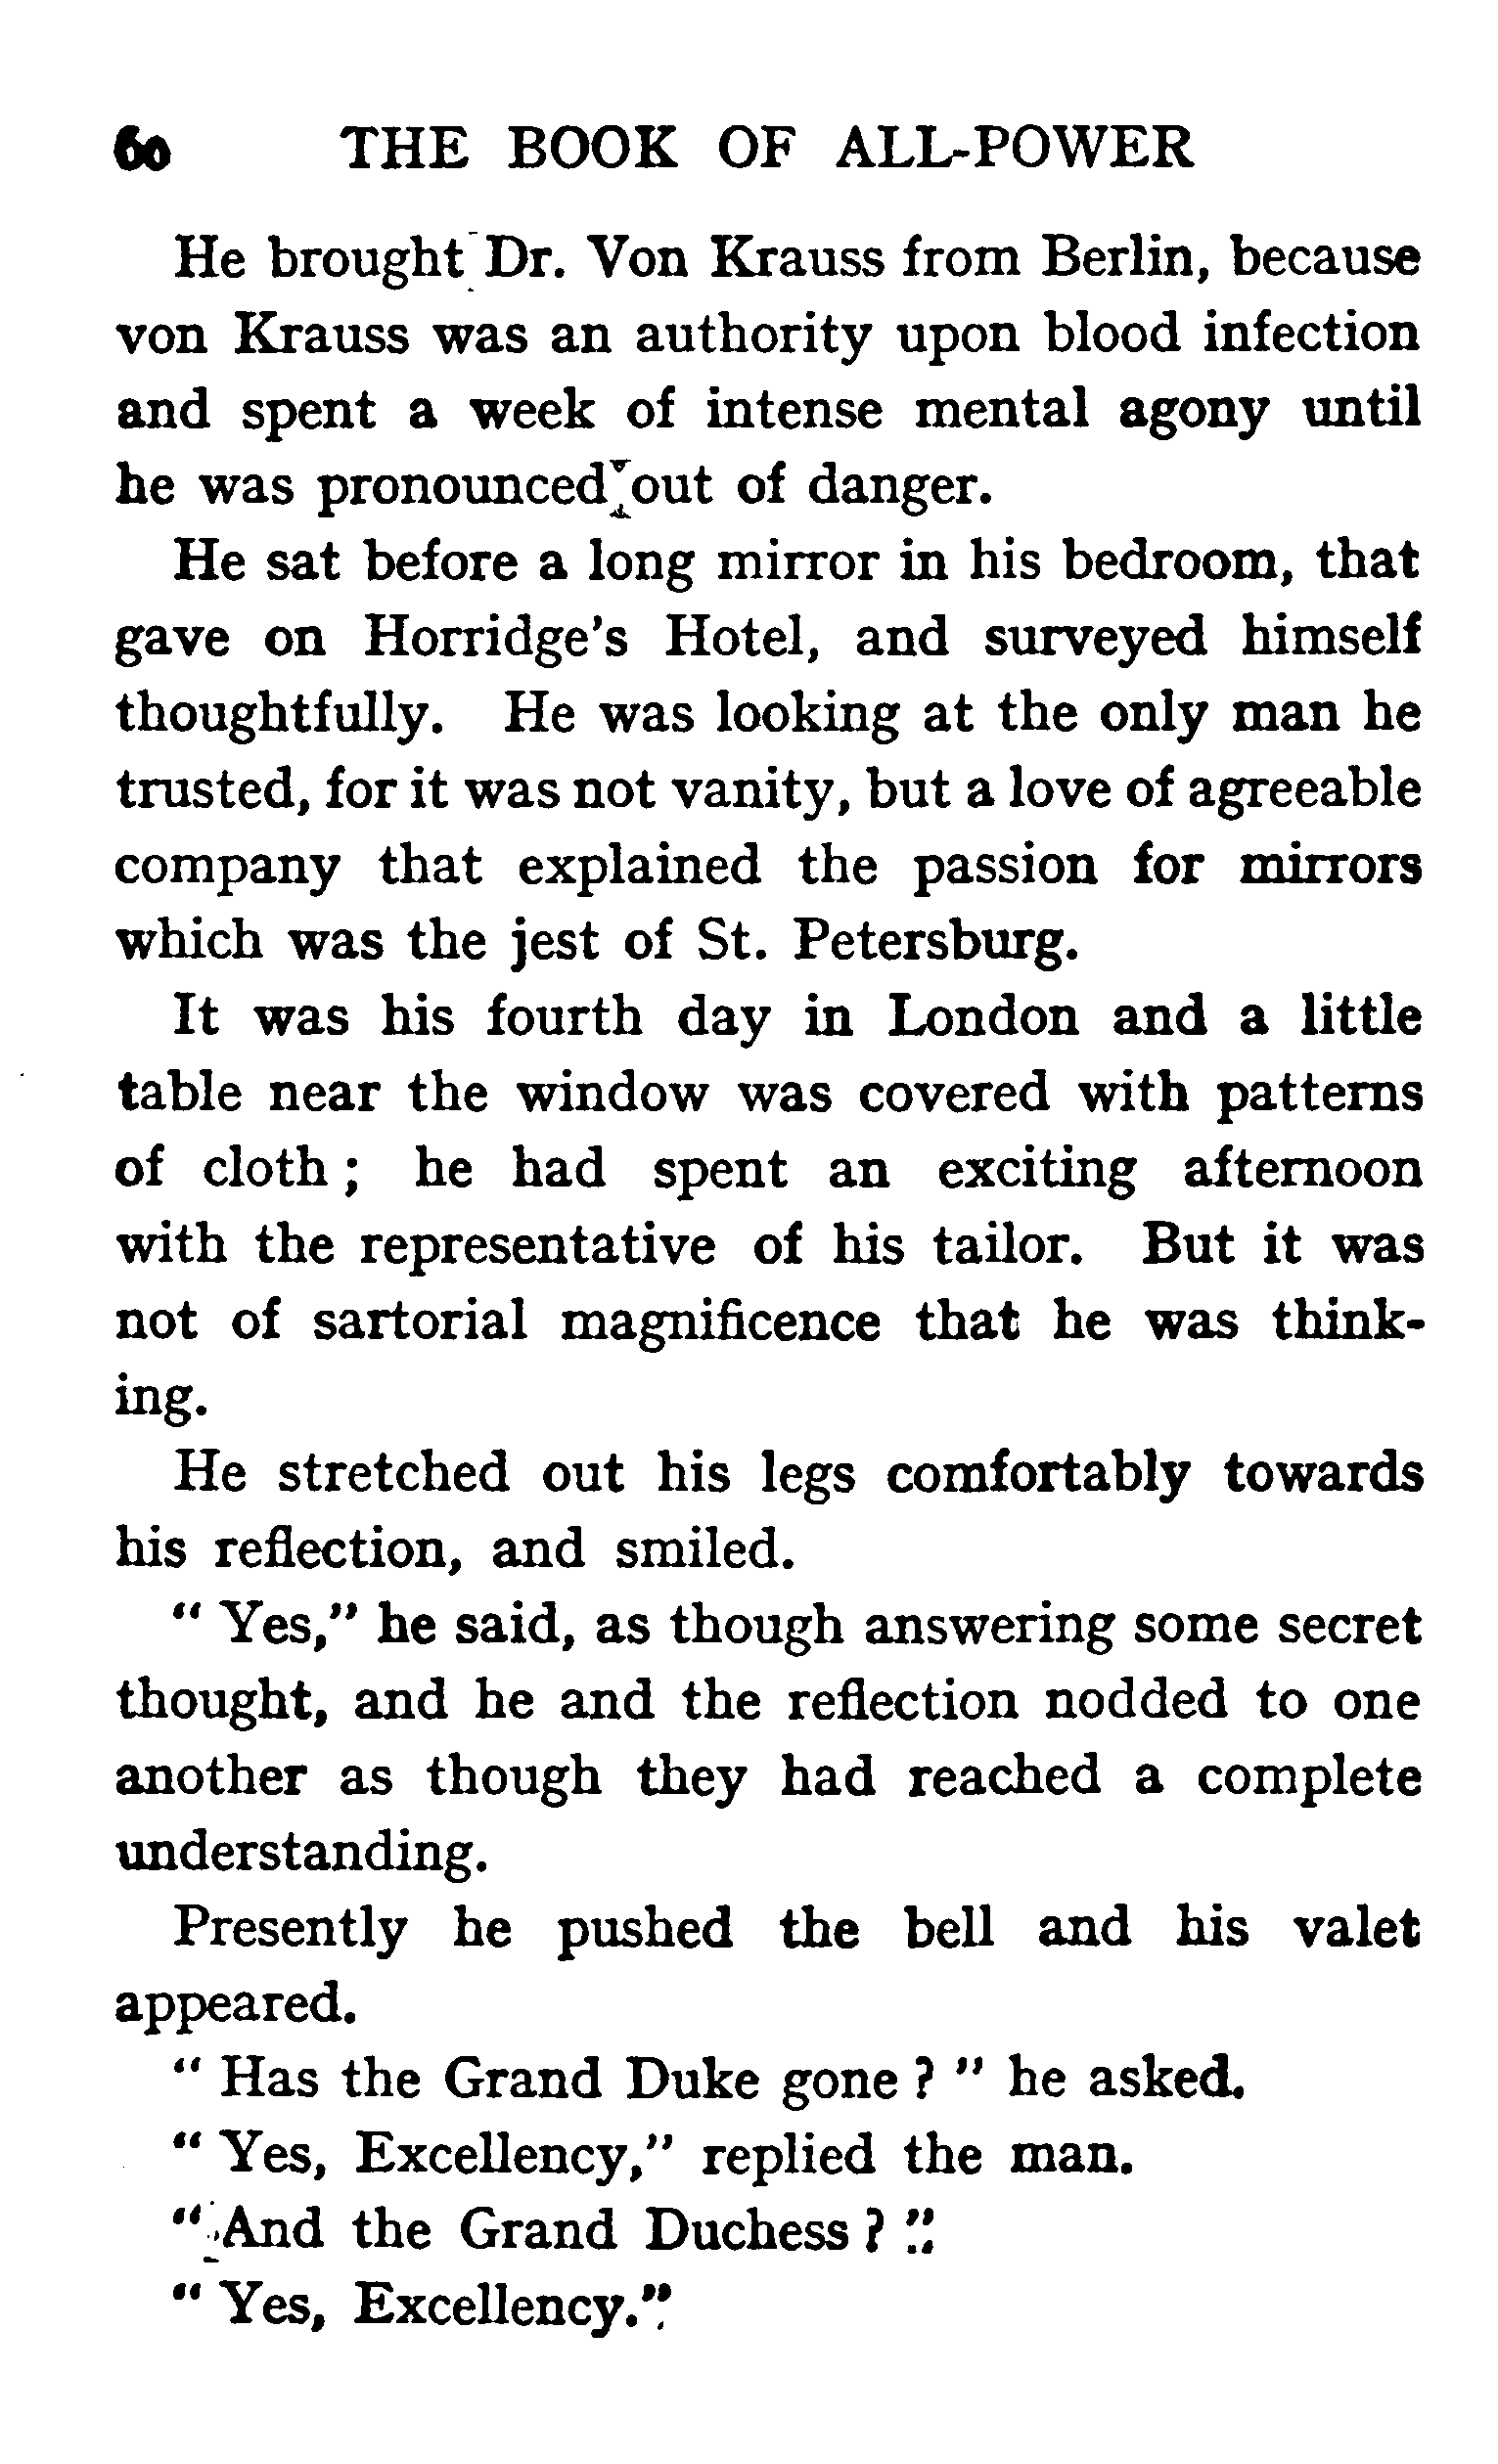 60 THE BOOK OF ALL-POWER
He brought Dr. Von Krauss from Berlin, because
von Krauss was an authority upon blood infection
and spent a week of intense mental agony until
he was pronounced out of danger.
He sat before a long mirror in his bedroom, that
gave on Horridge's Hotel, and surveyed himself
thoughtfully. He was looking at the only man he
trusted, for it was not vanity, but a love of agreeable
company that explained the passion for mirrors
which was the jest of St. Petersburg.
It was his fourth day in London and a little
table near the window was covered with patterns
of cloth ; he had spent an exciting afternoon
with the representative of his tailor. But it was
not of sartorial magnificence that he was think-
ing.
He stretched out his legs comfortably towards
his reflection, and smiled.
" Yes," he said, as though answering some secret
thought, and he and the reflection nodded to one
another as though they had reached a complete
understanding.
Presently he pushed the bell and his valet
appeared.
" Has the Grand Duke gone ? " he asked.
" Yes, Excellency," replied the man.
" And the Grand Duchess ? "
" Yes, Excellency."